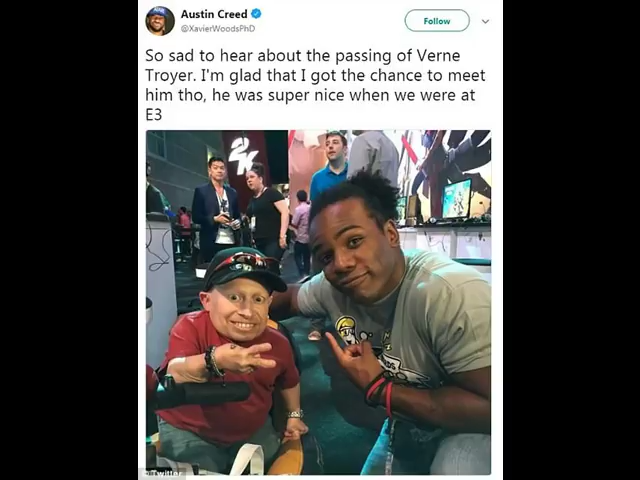 Austin Creed
@XavierWoodsPhD
Follow
So sad to hear about the passing of Verne
Troyer. I'm glad that I got the chance to meet
him tho, he was super nice when we were at
E3
2K
Twitter